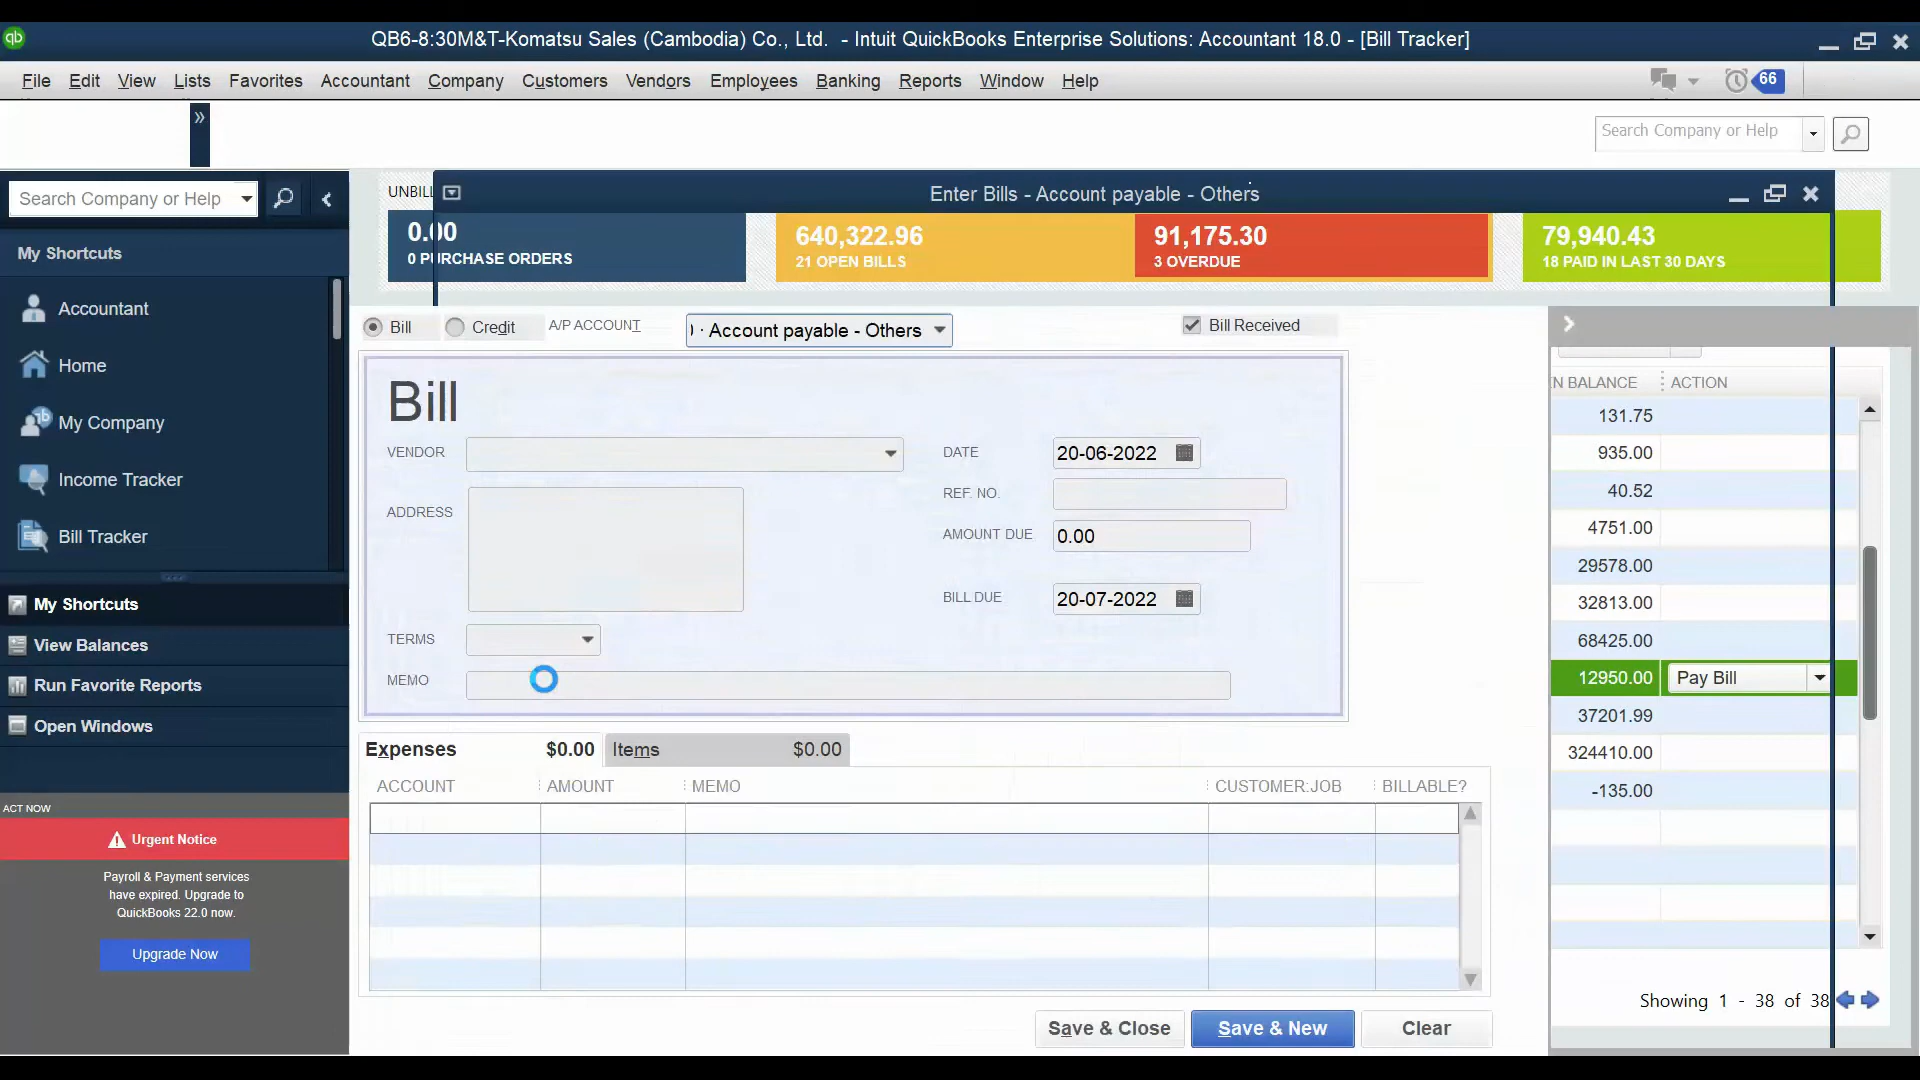 QB6-8:30M&T-Komatsu Sales (Cambodia) Co., Ltd. - Intuit QuickBooks Enterprise Solutions: Accountant 18.0 - [Bill Tracker]
File Edit View Lists Favorites Accountant Company Customers Vendors Employees Banking Reports Window Help
66
Search Company or Help
Search Company or Help
My Shortcuts
Accountant
Home
My Company
Income Tracker
Bill Tracker
My Shortcuts
View Balances
Run Favorite Reports
Open Windows
ACT NOW
Urgent Notice
Payroll & Payment services
have expired. Upgrade to
QuickBooks 22.0 now.
Upgrade Now
UNBILL
Enter Bills - Account payable - Others
0.00
0 PURCHASE ORDERS
640,322.96
21 OPEN BILLS
91,175.30
3 OVERDUE
79,940.43
18 PAID IN LAST 30 DAYS
Bill Credit A/P ACCOUNT · Account payable - Others Bill Received
Bill
VENDOR
ADDRESS
TERMS
MEMO
DATE 20-06-2022
REF. NO.
AMOUNT DUE 0.00
BILL DUE 20-07-2022
Expenses $0.00 Items $0.00
ACCOUNT AMOUNT MEMO CUSTOMER:JOB BILLABLE?
Save & Close Save & New Clear
N BALANCE ACTION
131.75
935.00
40.52
4751.00
29578.00
32813.00
68425.00
12950.00 Pay Bill
37201.99
324410.00
-135.00
Showing 1 - 38 of 38